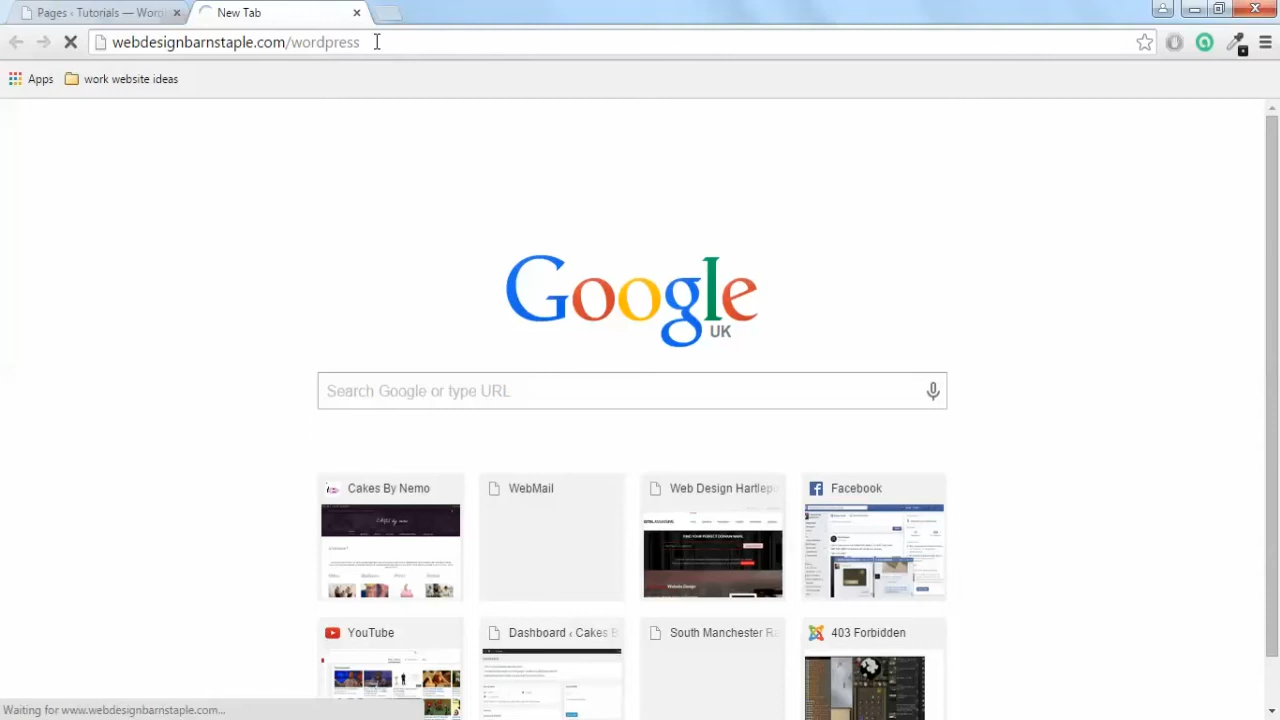 Pages ‹ Tutorials — Wor
New Tab
webdesignbarnstaple.com/wordpress
Apps
work website ideas
Google
UK
Search Google or type URL
Cakes By Nemo
WebMail
Web Design Hartlep
Facebook
YouTube
Dashboard ‹ Cakes B
South Manchester Ra
403 Forbidden
Waiting for www.webdesignbarnstaple.com